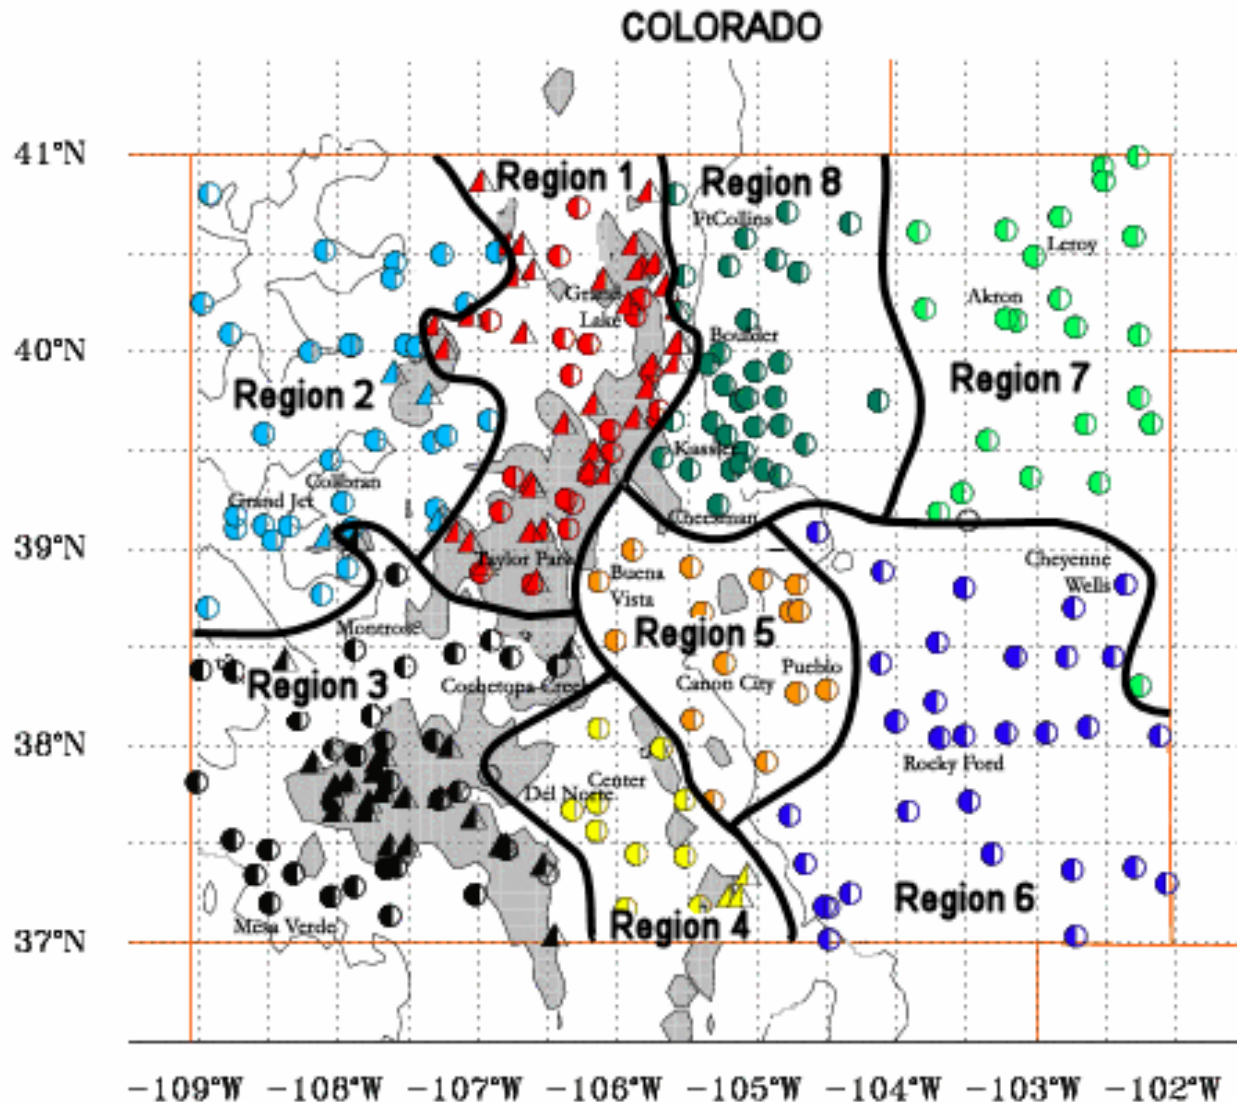 COLORADO
41°N
Region 1
Region 8
FtCollins
Leroy
Grand
Lake
Akron
Boulder
40°N
Region 2
Region 7
Kassler
Collbran
Grand Jct
Cheesman
39°N
Taylor Park
Buena
Vista
Cheyenne
Wells
Montrose
Region 5
Region 3
Cochetopa Creek
Canon City
Pueblo
38°N
Rocky Ford
Center
Del Norte
Region 6
Mesa Verde
Region 4
37°N
-109°W -108°W -107°W -106°W -105°W -104°W -103°W -102°W